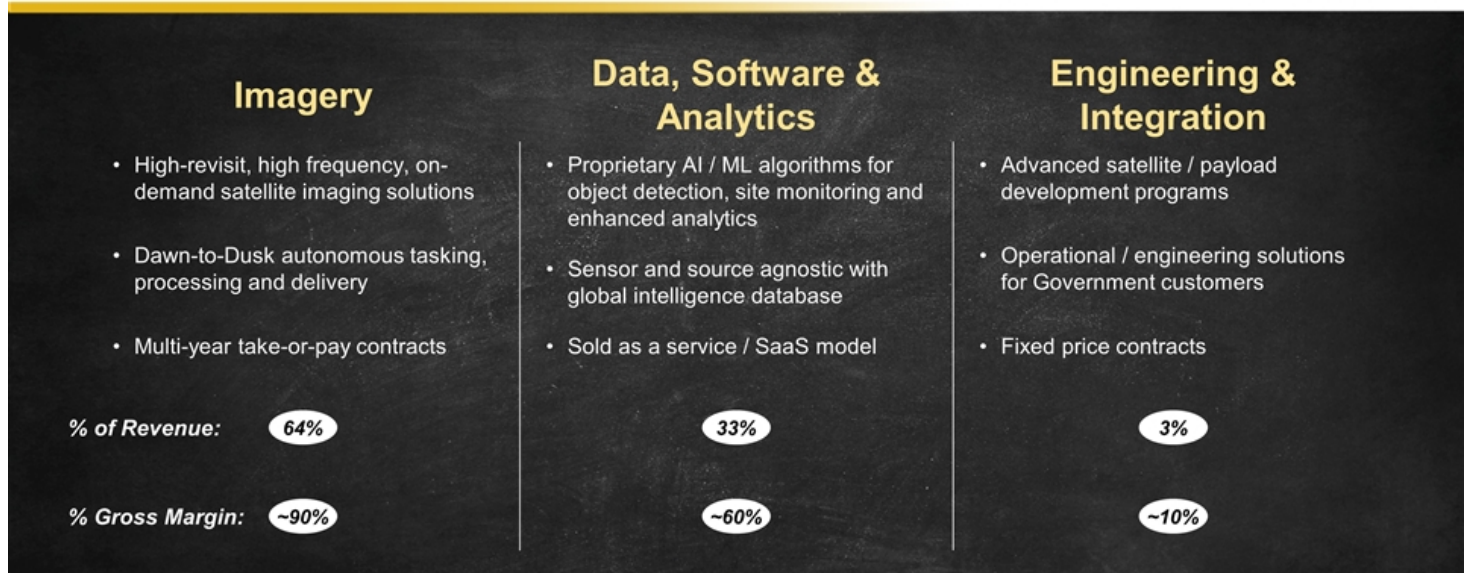 Imagery
• High-revisit, high frequency, on-
demand satellite imaging solutions
• Dawn-to-Dusk autonomous tasking,
processing and delivery
• Multi-year take-or-pay contracts
Data, Software &
Analytics
• Proprietary AI / ML algorithms for
object detection, site monitoring and
enhanced analytics
• Sensor and source agnostic with
global intelligence database
• Sold as a service / SaaS model
Engineering &
Integration
• Advanced satellite / payload
development programs
• Operational / engineering solutions
for Government customers
• Fixed price contracts
% of Revenue: 64% 33% 3%
% Gross Margin: ~90% ~60% ~10%